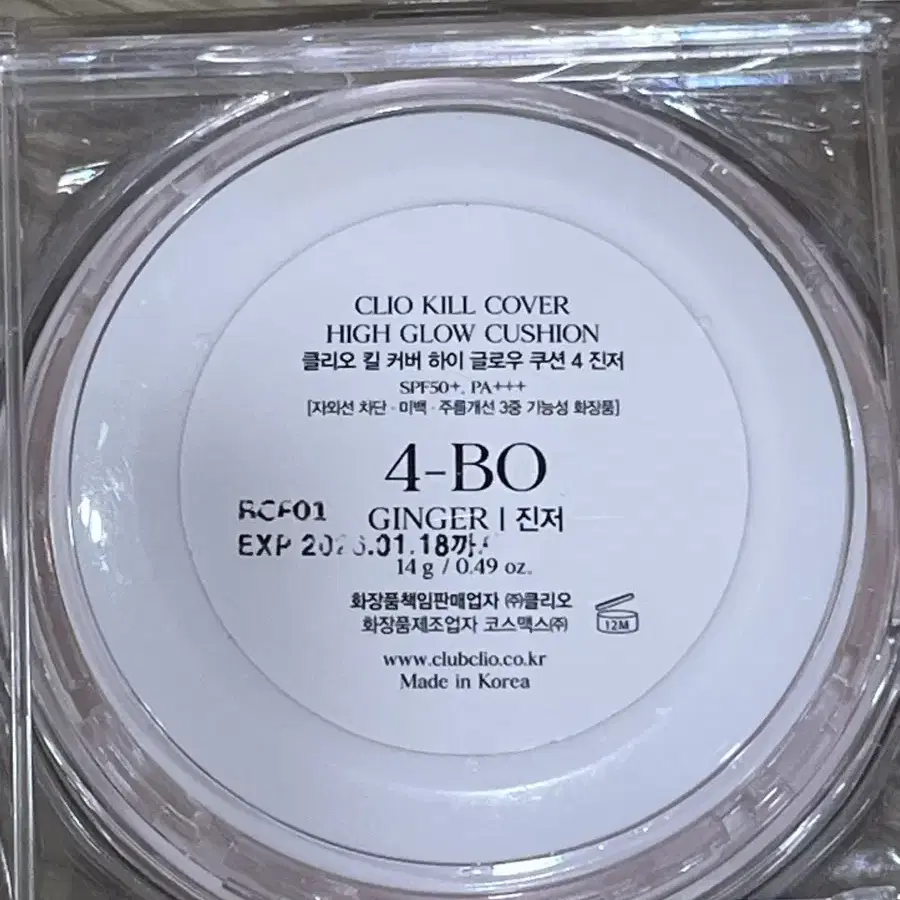 CLIO KILL COVER
HIGH GLOW CUSHION
클리오 킬 커버 하이 글로우 쿠션 4 진저
SPF50+, PA+++
[자외선 차단 · 미백 · 주름개선 3중 기능성 화장품]
4-BO
GINGER | 진저
EXP
14 g / 0.49 oz.
화장품책임판매업자 ㈜클리오
화장품제조업자 코스맥스㈜
12M
www.clubclio.co.kr
Made in Korea